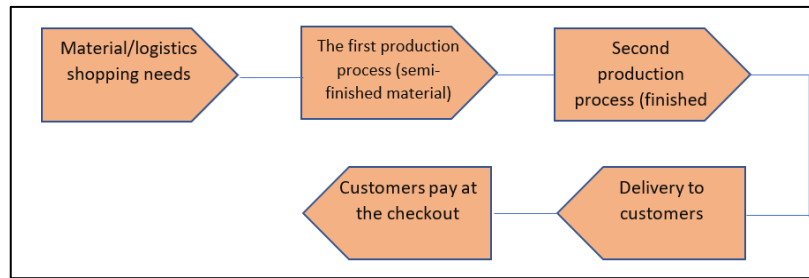 Material/logistics
shopping needs
The first production
process (semi-
finished material)
Second
production
process (finished
Delivery to
customers
Customers pay at
the checkout